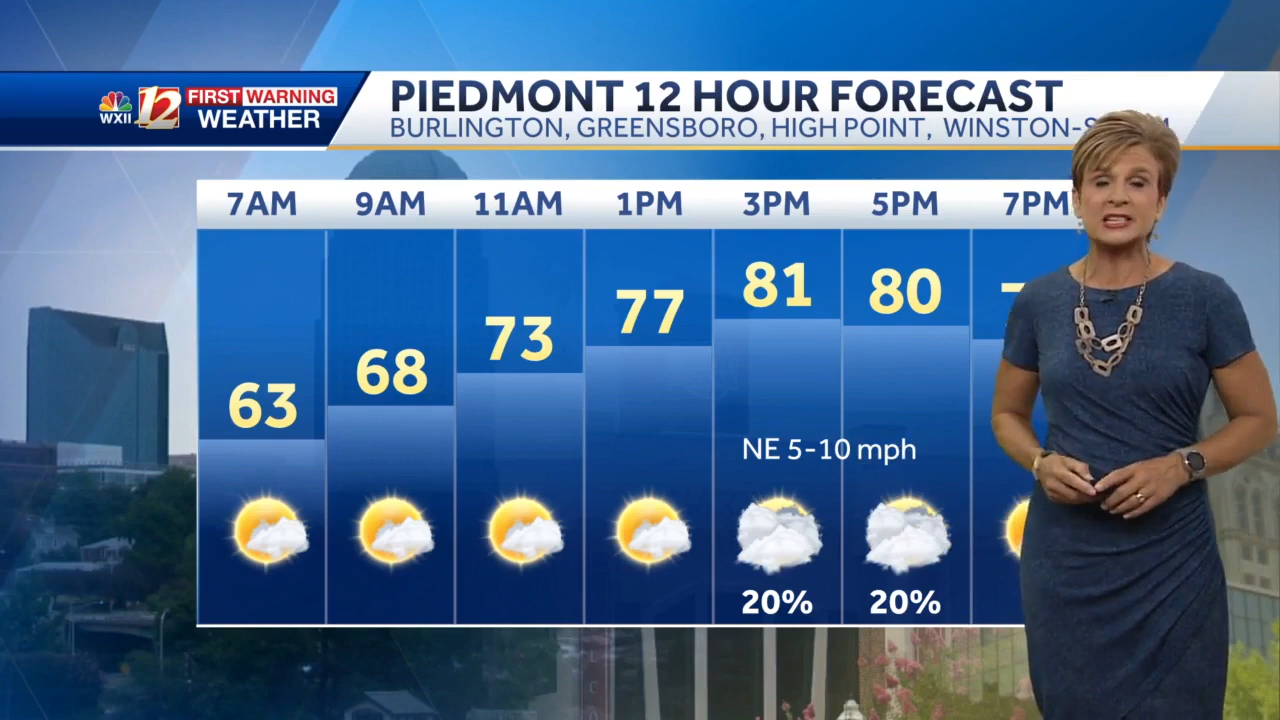 WXII 12 FIRST WARNING WEATHER
PIEDMONT 12 HOUR FORECAST
BURLINGTON, GREENSBORO, HIGH POINT,
7AM 9AM 11AM 1PM 3PM 5PM 7PM
63 68 73 77 81 80
NE 5-10 mph
20% 20%